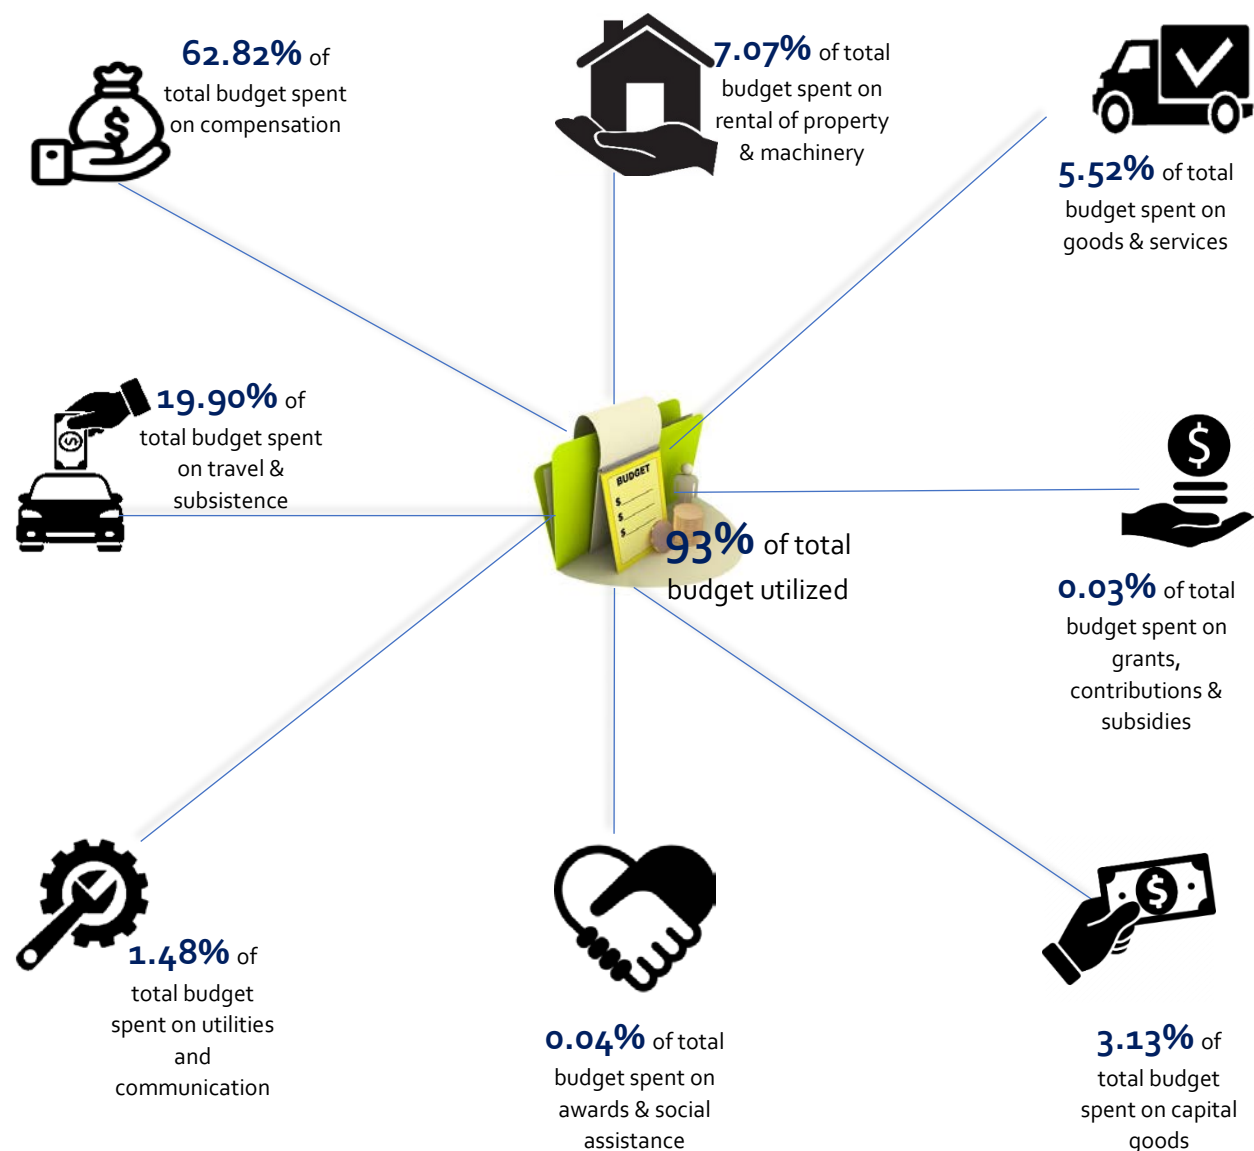 62.82% of
total budget spent
on compensation
7.07% of total
budget spent on
rental of property
& machinery
5.52% of total
budget spent on
goods & services
19.90% of
total budget spent
on travel &
subsistence
BUDGET
$
$
$
93% of total
budget utilized
0.03% of total
budget spent on
grants,
contributions &
subsidies
1.48% of
total budget
spent on utilities
and
communication
0.04% of total
budget spent on
awards & social
assistance
3.13% of
total budget
spent on capital
goods